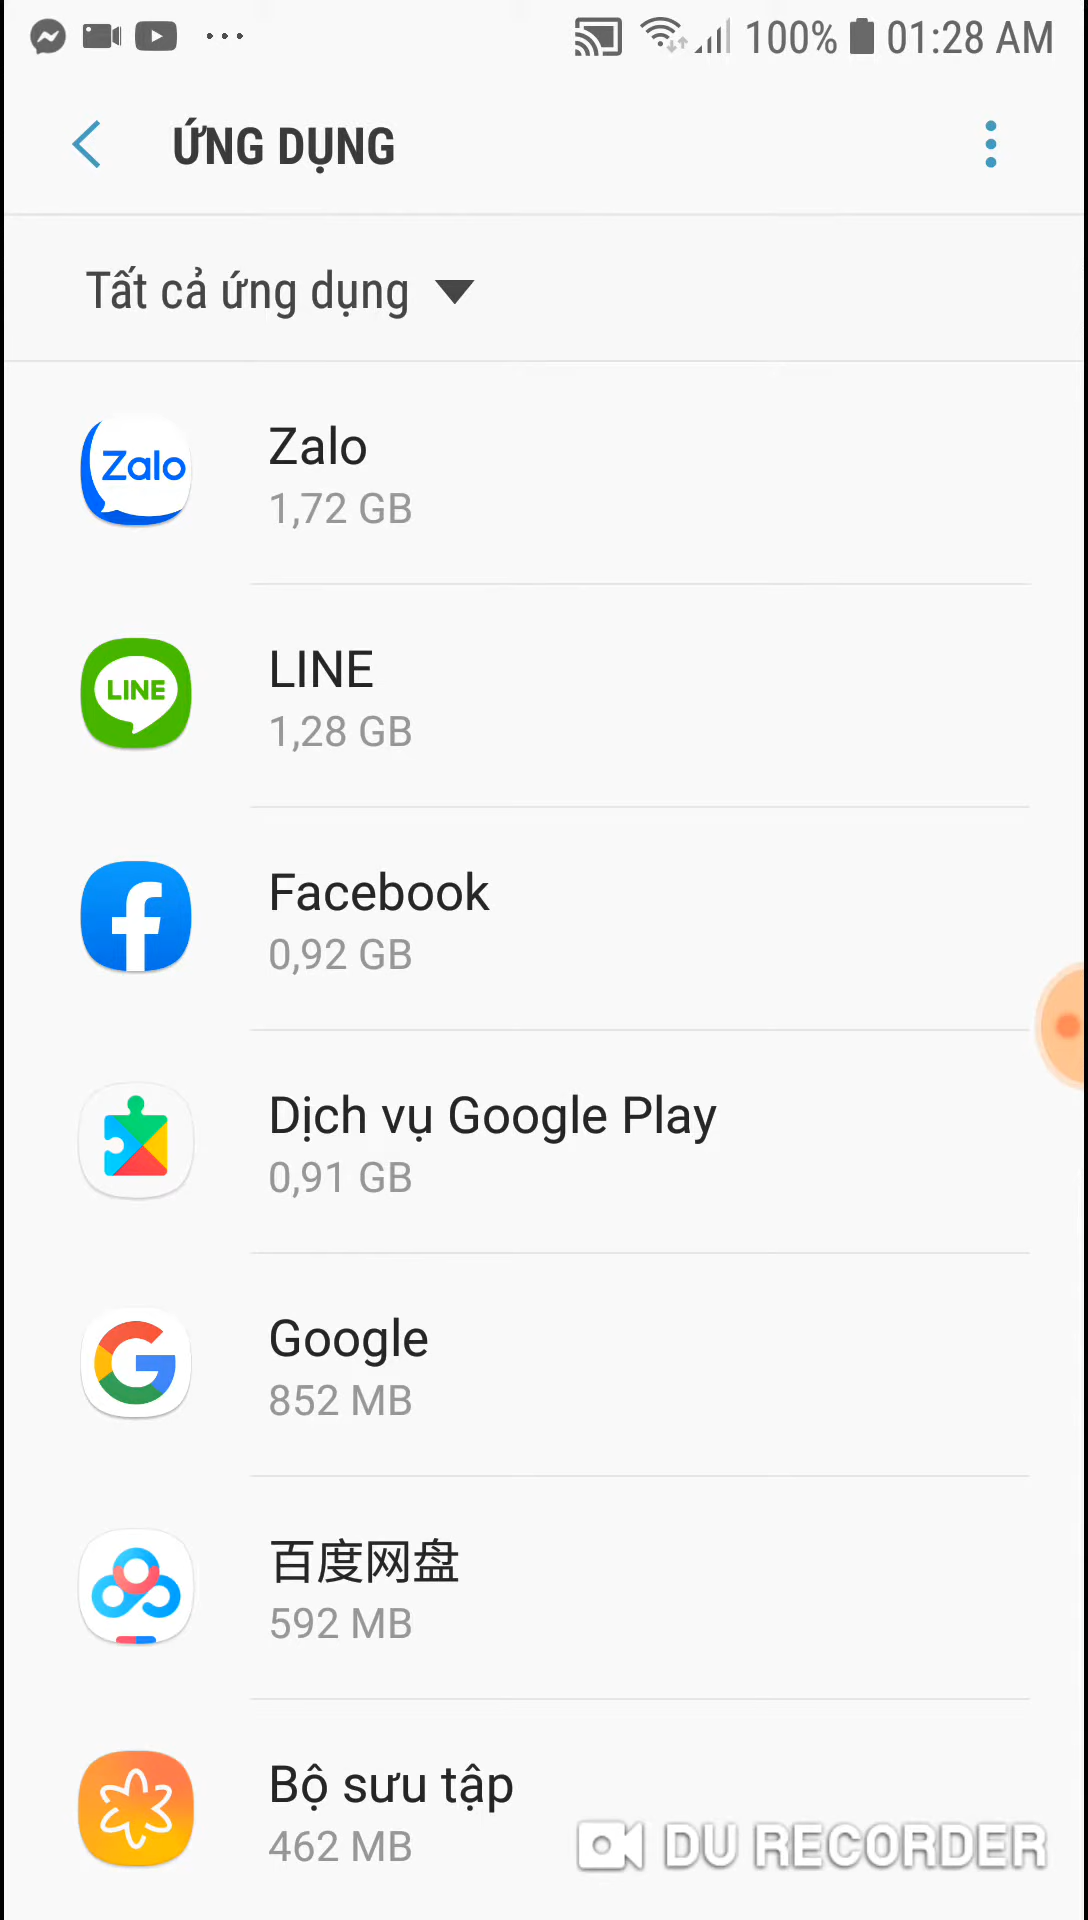 100% 01:28 AM
ỨNG DỤNG
Tất cả ứng dụng
Zalo
Zalo
1,72 GB
LINE
LINE
1,28 GB
Facebook
0,92 GB
Dịch vụ Google Play
0,91 GB
Google
852 MB
百度网盘
592 MB
Bộ sưu tập
462 MB
DU RECORDER